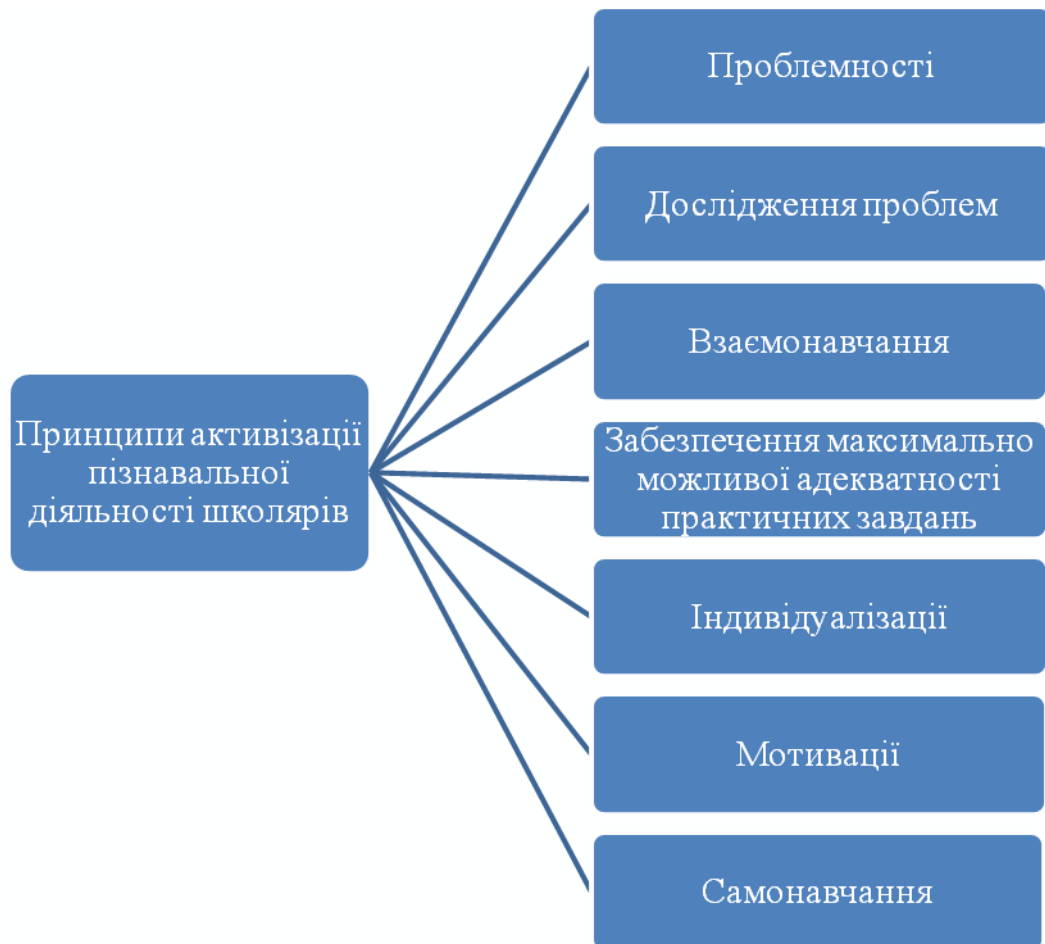 Проблемності
Дослідження проблем
Взаємонавчання
Принципи активізації
пізнавальної
діяльності школярів
Забезпечення максимально
можливої адекватності
практичних завдань
Індивідуалізації
Мотивації
Самонавчання